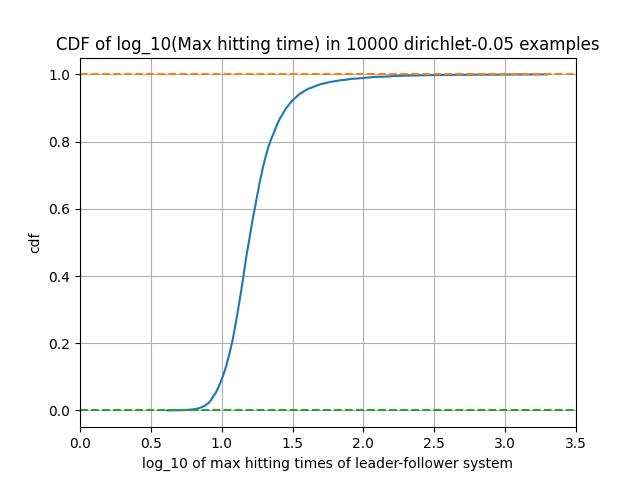 CDF of log_10(Max hitting time) in 10000 dirichlet-0.05 examples
1.0
0.8
0.6
0.4
0.2
0.0
cdf
0.0 0.5 1.0 1.5 2.0 2.5 3.0 3.5
log_10 of max hitting times of leader-follower system